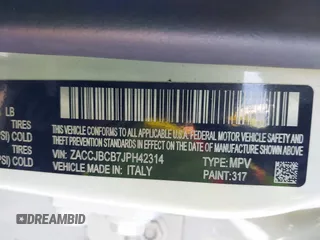 LB
TIRES
SI) COLD
TIRES
SI) COLD
THIS VEHICLE CONFORMS TO ALL APPLICABLE U.S.A. FEDERAL MOTOR
VEHICLE SAFETY, BUMPER AND THEFT PREVENTION STANDARDS IN
EFFECT ON THE DATE OF MANUFACTURE SHOWN ABOVE.
VIN: ZACCJBCB7JPH42314 TYPE: MPV
VEHICLE MADE IN: ITALY PAINT: 317
DREAMBID